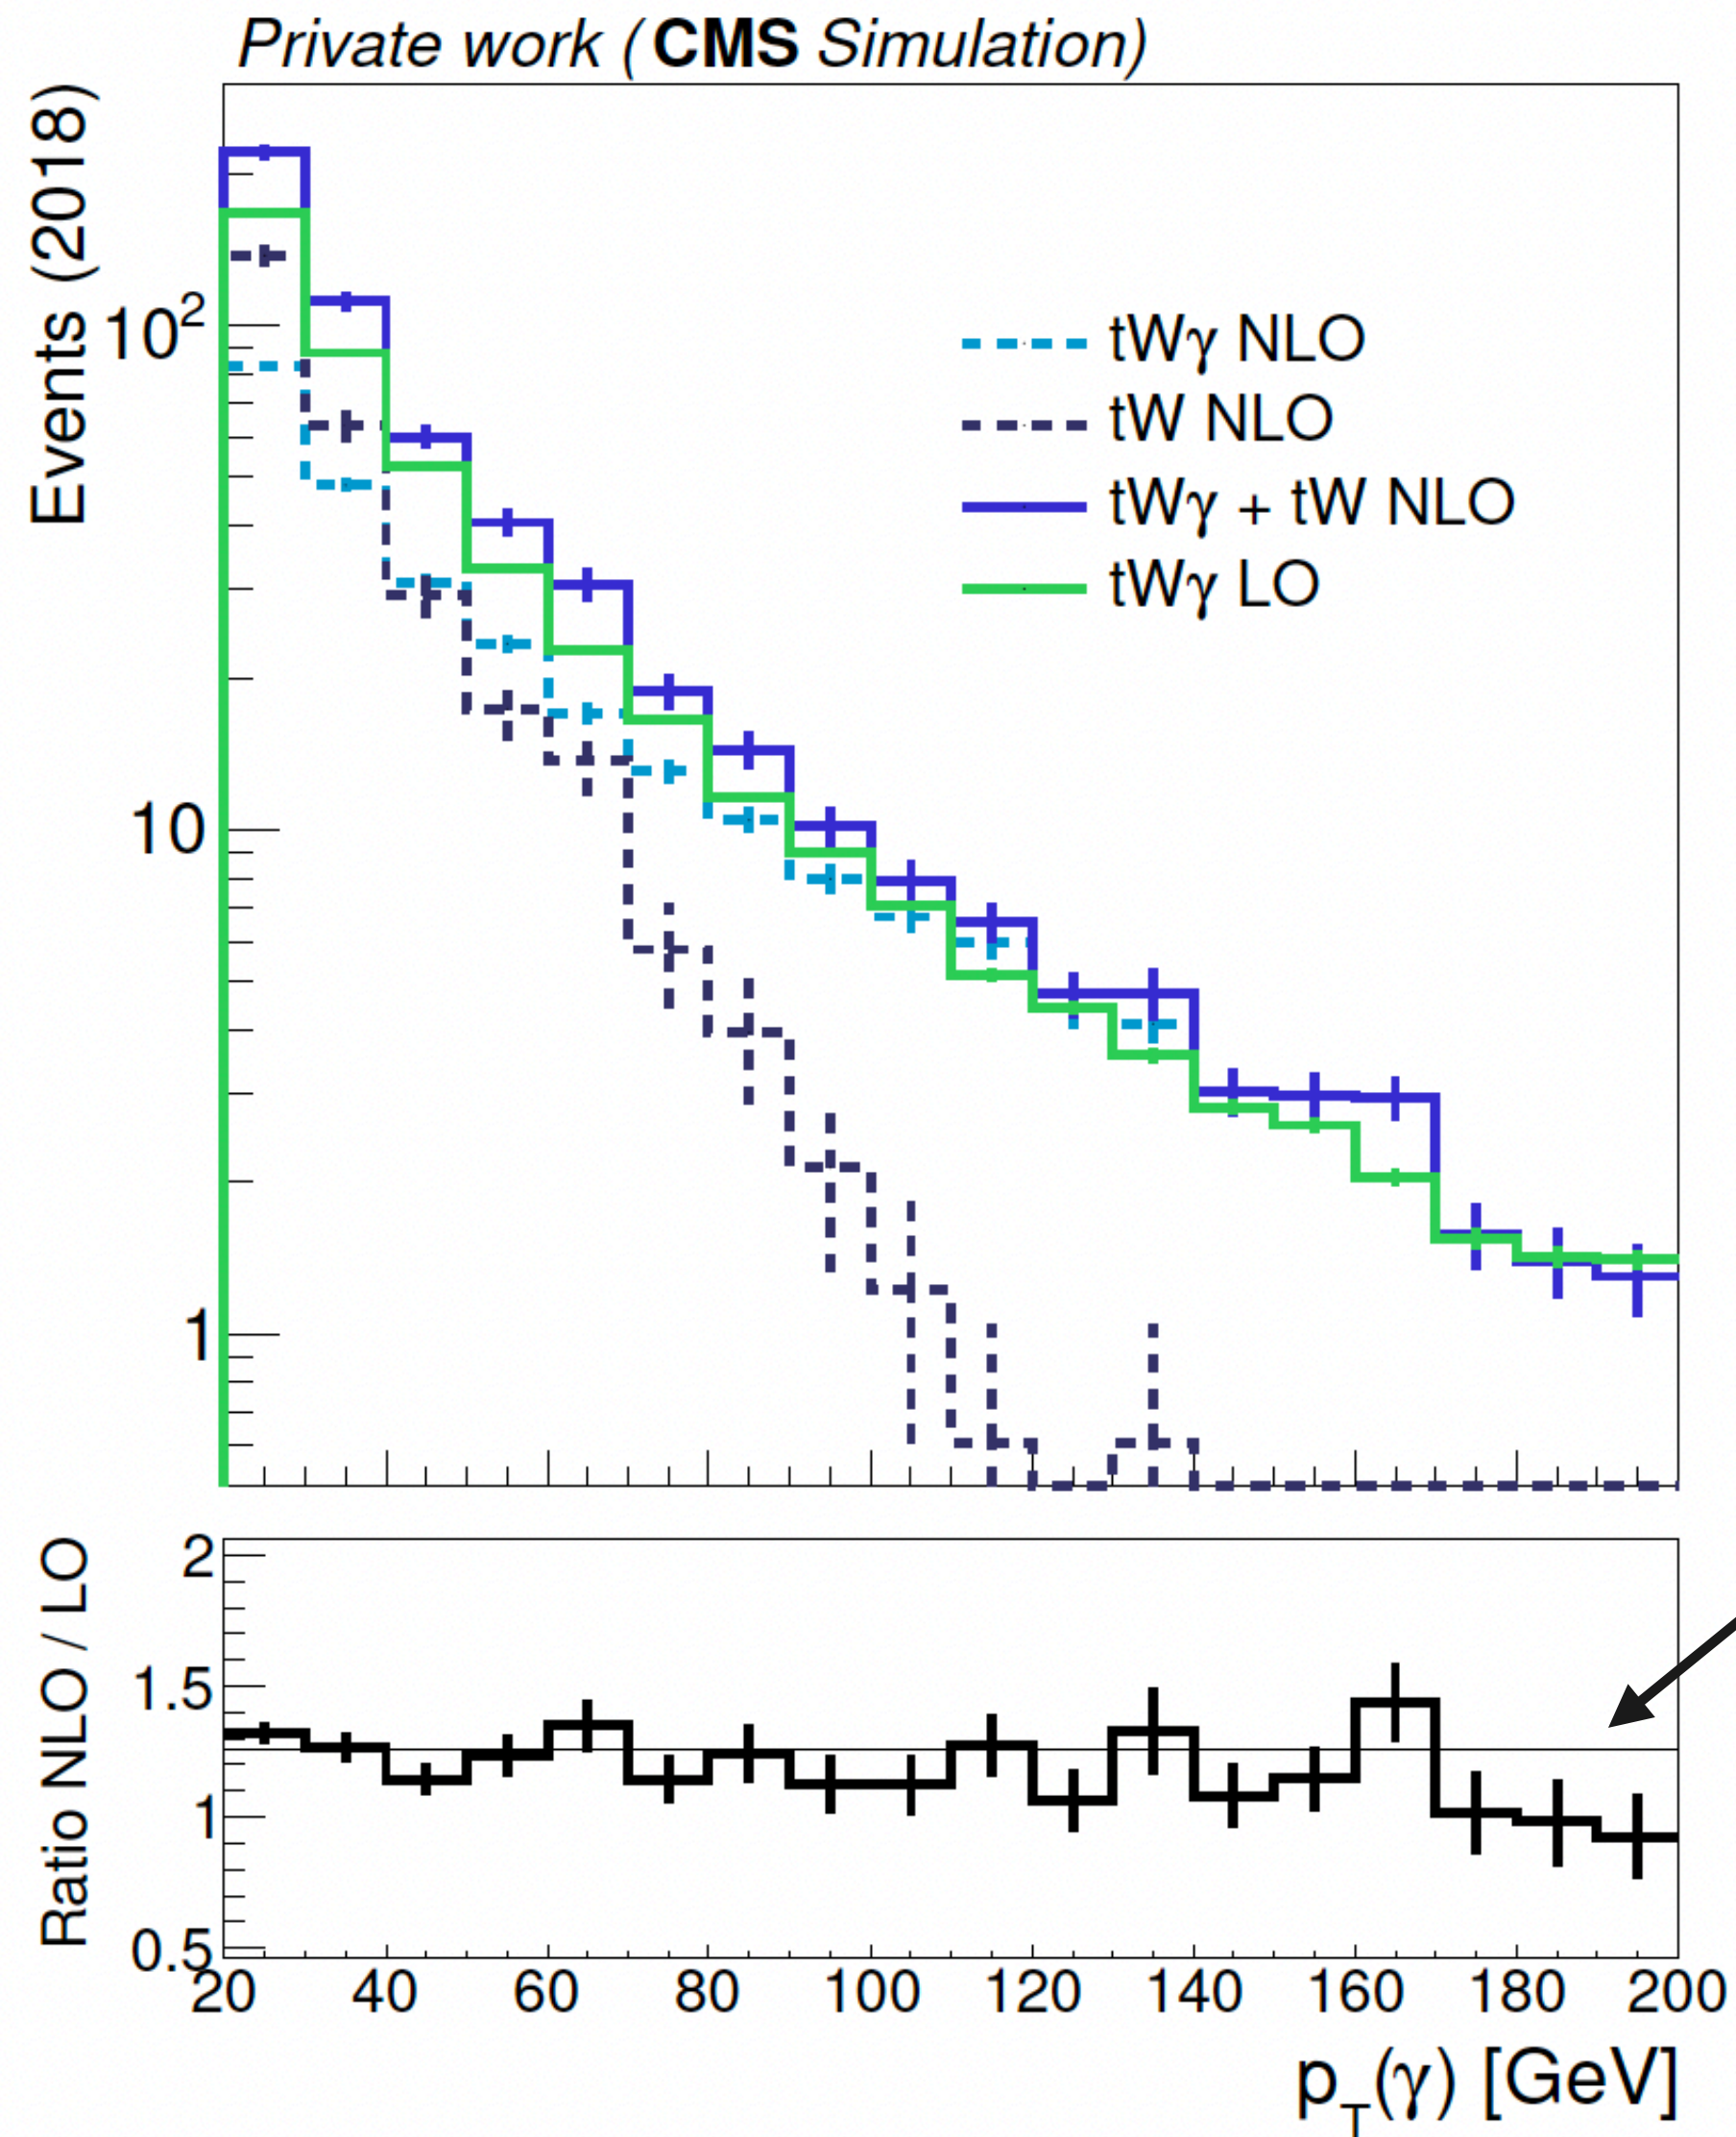 Private work (CMS Simulation)
Events (2018)
10²
10
1
tWγ NLO
tW NLO
tWγ + tW NLO
tWγ LO
Ratio NLO / LO
2
1.5
1
0.5
20 40 60 80 100 120 140 160 180 200
p_T(γ) [GeV]